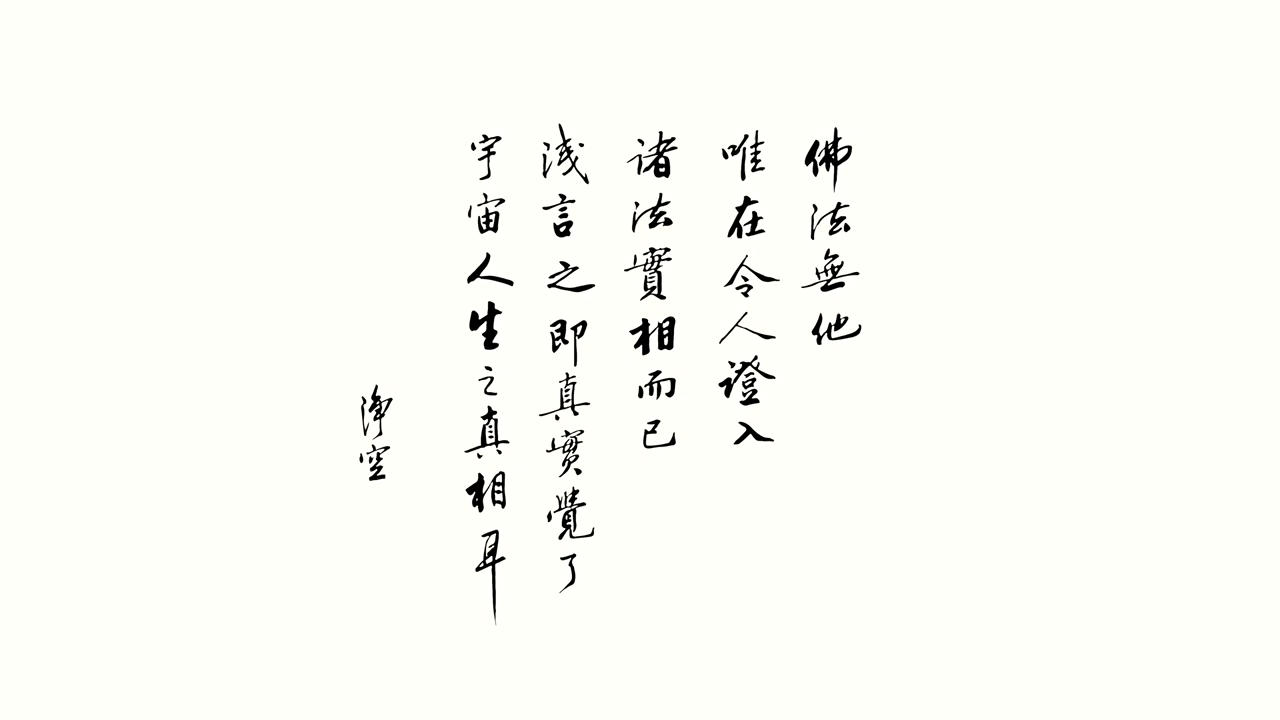 佛法無他
唯在令人證入
诸法實相而已
淺言之即真實覺了
宇宙人生之真相耳
淨空